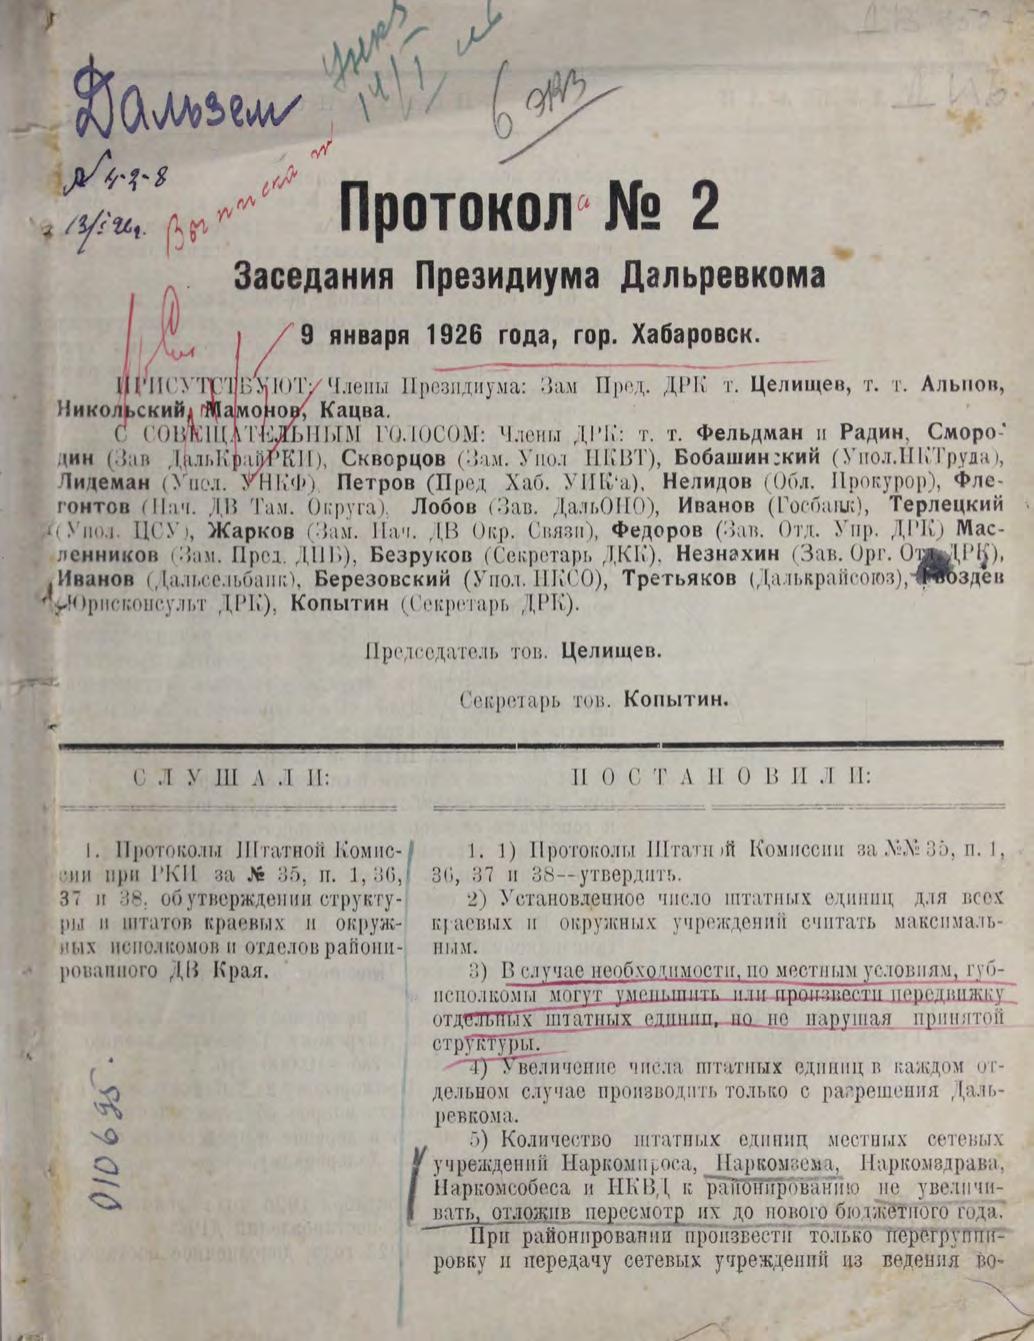 Дальзем
6 экз
№ 4-2-8
13/I 26г.
Выписка
Протокол № 2
Заседания Президиума Дальревкома
9 января 1926 года, гор. Хабаровск.
ПРИСУТСТВУЮТ: Члены Президиума: Зам Пред. ДРК т. Целищев, т. т. Альпов,
Никольский, Мамонов, Кацва.
С СОВЕЩАТЕЛЬНЫМ ГОЛОСОМ: Члены ДРК: т. т. Фельдман и Радин, Сморо-
дин (Зав ДальКрайРКИ), Скворцов (Зам. Упол НКВТ), Бобашинский (Упол.НКТруда),
Лидеман (Упол. УНКФ), Петров (Пред Хаб. УИК'а), Нелидов (Обл. Прокурор), Фле-
гонтов (Нач. ДВ Там. Округа), Лобов (Зав. ДальОНО), Иванов (Госбанк), Терлецкий
(Упол. ЦСУ), Жарков (Зам. Нач. ДВ Окр. Связи), Федоров (Зав. Отд. Упр. ДРК) Мас-
ленников (Зам. Пред. ДПБ), Безруков (Секретарь ДКК), Незнахин (Зав. Орг. Отд. ДРК),
Иванов (Дальсельбанк), Березовский (Упол. НКСО), Третьяков (Далькрайсоюз), Гвоздев
(Юрисконсульт ДРК), Копытин (Секретарь ДРК).
Председатель тов. Целищев.
Секретарь тов. Копытин.
СЛУШАЛИ:
1. Протоколы Штатной Комис-
сии при РКИ за № 35, п. 1, 36,
37 и 38, об утверждении структу-
ры и штатов краевых и окруж-
ных исполкомов и отделов райони-
рованного ДВ Края.
010695.
ПОСТАНОВИЛИ:
1. 1) Протоколы Штатной Комиссии за №№ 35, п. 1,
36, 37 и 38--утвердить.
2) Установленное число штатных единиц для всех
краевых и окружных учреждений считать максималь-
ным.
3) В случае необходимости, по местным условиям, губ-
исполкомы могут уменьшить или произвести передвижку
отдельных штатных единиц, но не нарушая принятой
структуры.
4) Увеличение числа штатных единиц в каждом от-
дельном случае производить только с разрешения Даль-
ревкома.
5) Количество штатных единиц местных сетевых
учреждений Наркомпроса, Наркомзема, Наркомздрава,
Наркомсобеса и НКВД к районированию не увеличи-
вать, отложив пересмотр их до нового бюджетного года.
При районировании произвести только перегруппи-
ровку и передачу сетевых учреждений из ведения во-